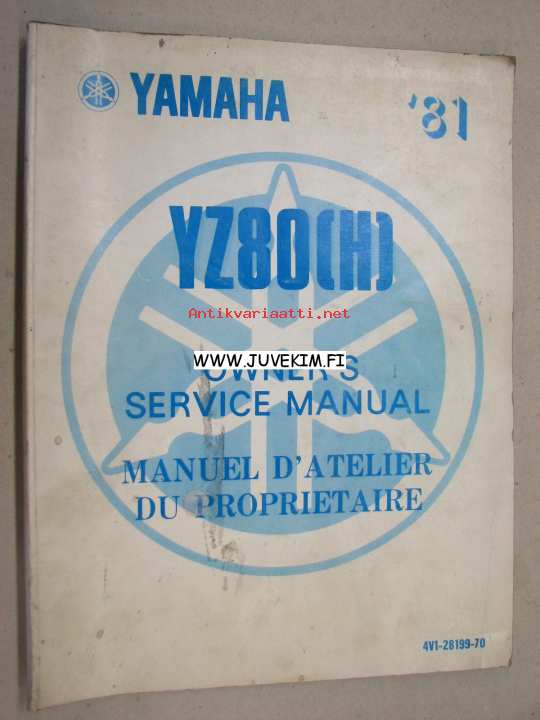 YAMAHA '81
YZ80(H)
Antikvariaatti.net
WWW.JUVEKIM.FI
OWNER'S
SERVICE MANUAL
MANUEL D'ATELIER
DU PROPRIETAIRE
4V1-28199-70